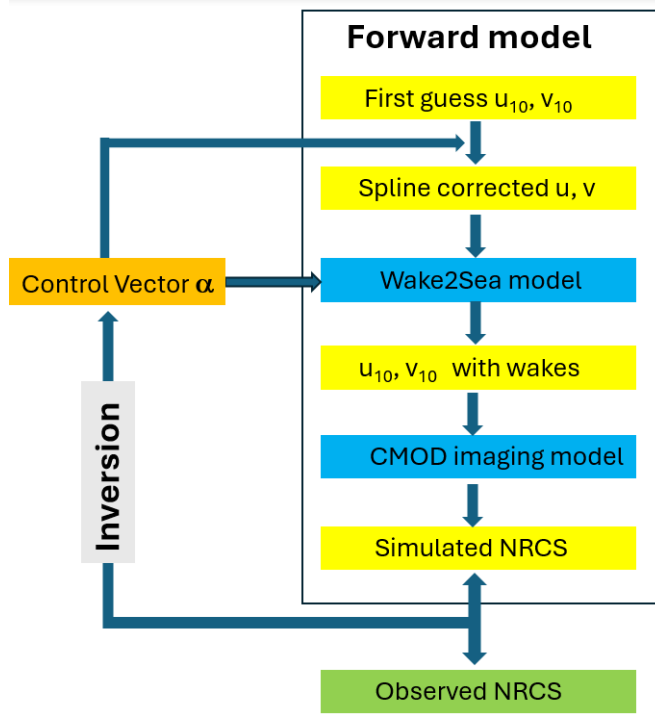 Forward model
First guess u₁₀, v₁₀
Spline corrected u, v
Control Vector α
Wake2Sea model
u₁₀, v₁₀ with wakes
Inversion
CMOD imaging model
Simulated NRCS
Observed NRCS